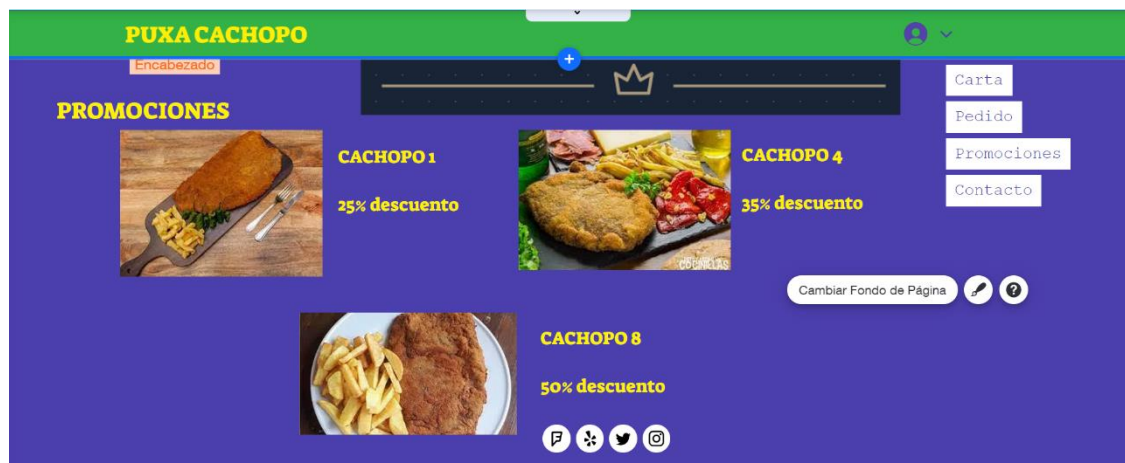 PUXA CACHOPO
Encabezado
PROMOCIONES
CACHOPO 1
25% descuento
CACHOPO 4
35% descuento
Carta
Pedido
Promociones
Contacto
Cambiar Fondo de Página
?
CACHOPO 8
50% descuento